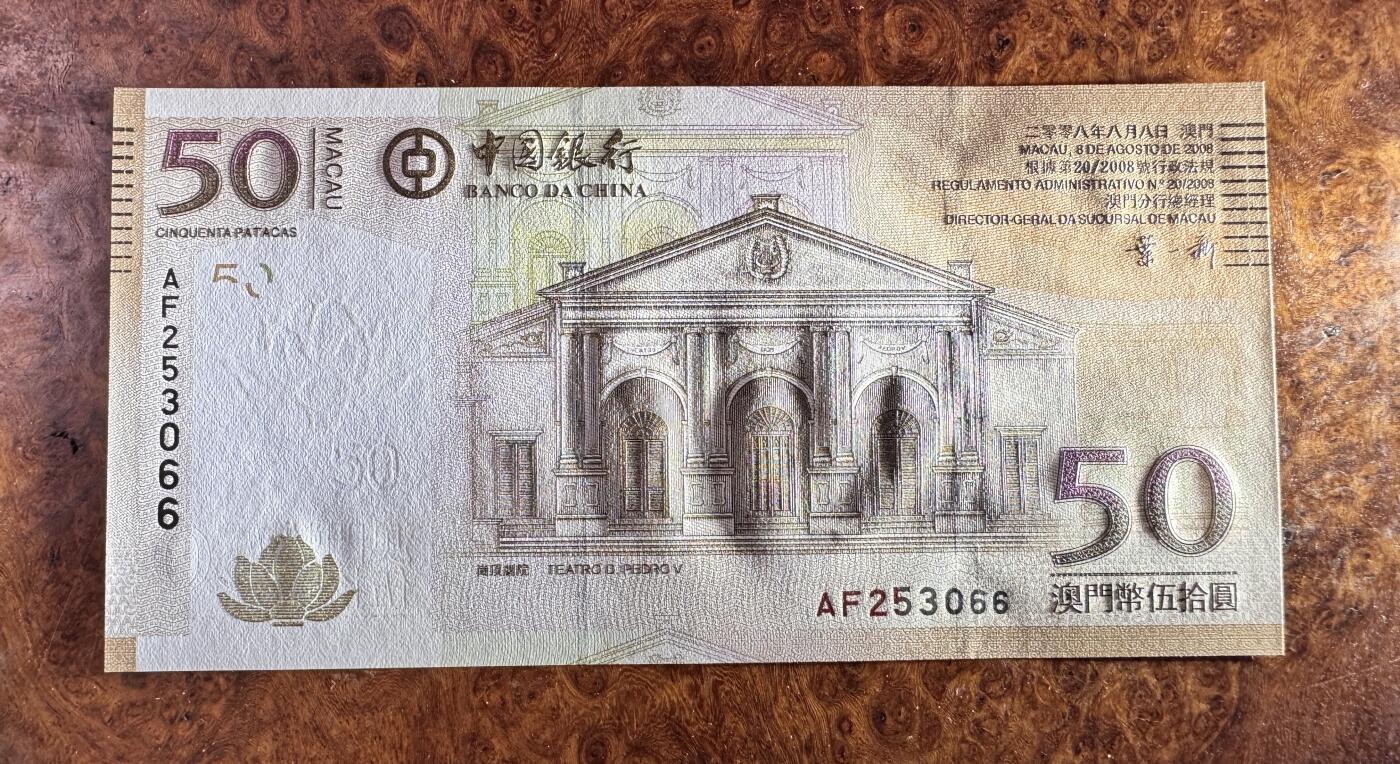 50
MACAU
CINQUENTA PATACAS
中国銀行
BANCO DA CHINA
二零零八年八月八日 澳門
MACAU, 8 DE AGOSTO DE 2008
根據第20/2008號行政法規
REGULAMENTO ADMINISTRATIVO N.º 20/2008
澳門分行總經理
DIRECTOR-GERAL DA SUCURSAL DE MACAU
AF253066
50
50
崗頂劇院 TEATRO D. PEDRO V
AF253066
50
澳門幣伍拾圓